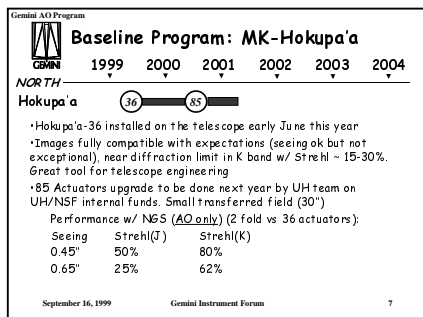 Gemini AO Program
GEMINI
Baseline Program: MK-Hokupa'a
1999 2000 2001 2002 2003 2004
NORTH
Hokupa'a 36 85
•Hokupa'a-36 installed on the telescope early June this year
•Images fully compatible with expectations (seeing ok but not
exceptional), near diffraction limit in K band w/ Strehl ~ 15-30%.
Great tool for telescope engineering
•85 Actuators upgrade to be done next year by UH team on
UH/NSF internal funds. Small transferred field (30")
Performance w/ NGS (AO only) (2 fold vs 36 actuators):
Seeing Strehl(J) Strehl(K)
0.45" 50% 80%
0.65" 25% 62%
September 16, 1999 Gemini Instrument Forum 7